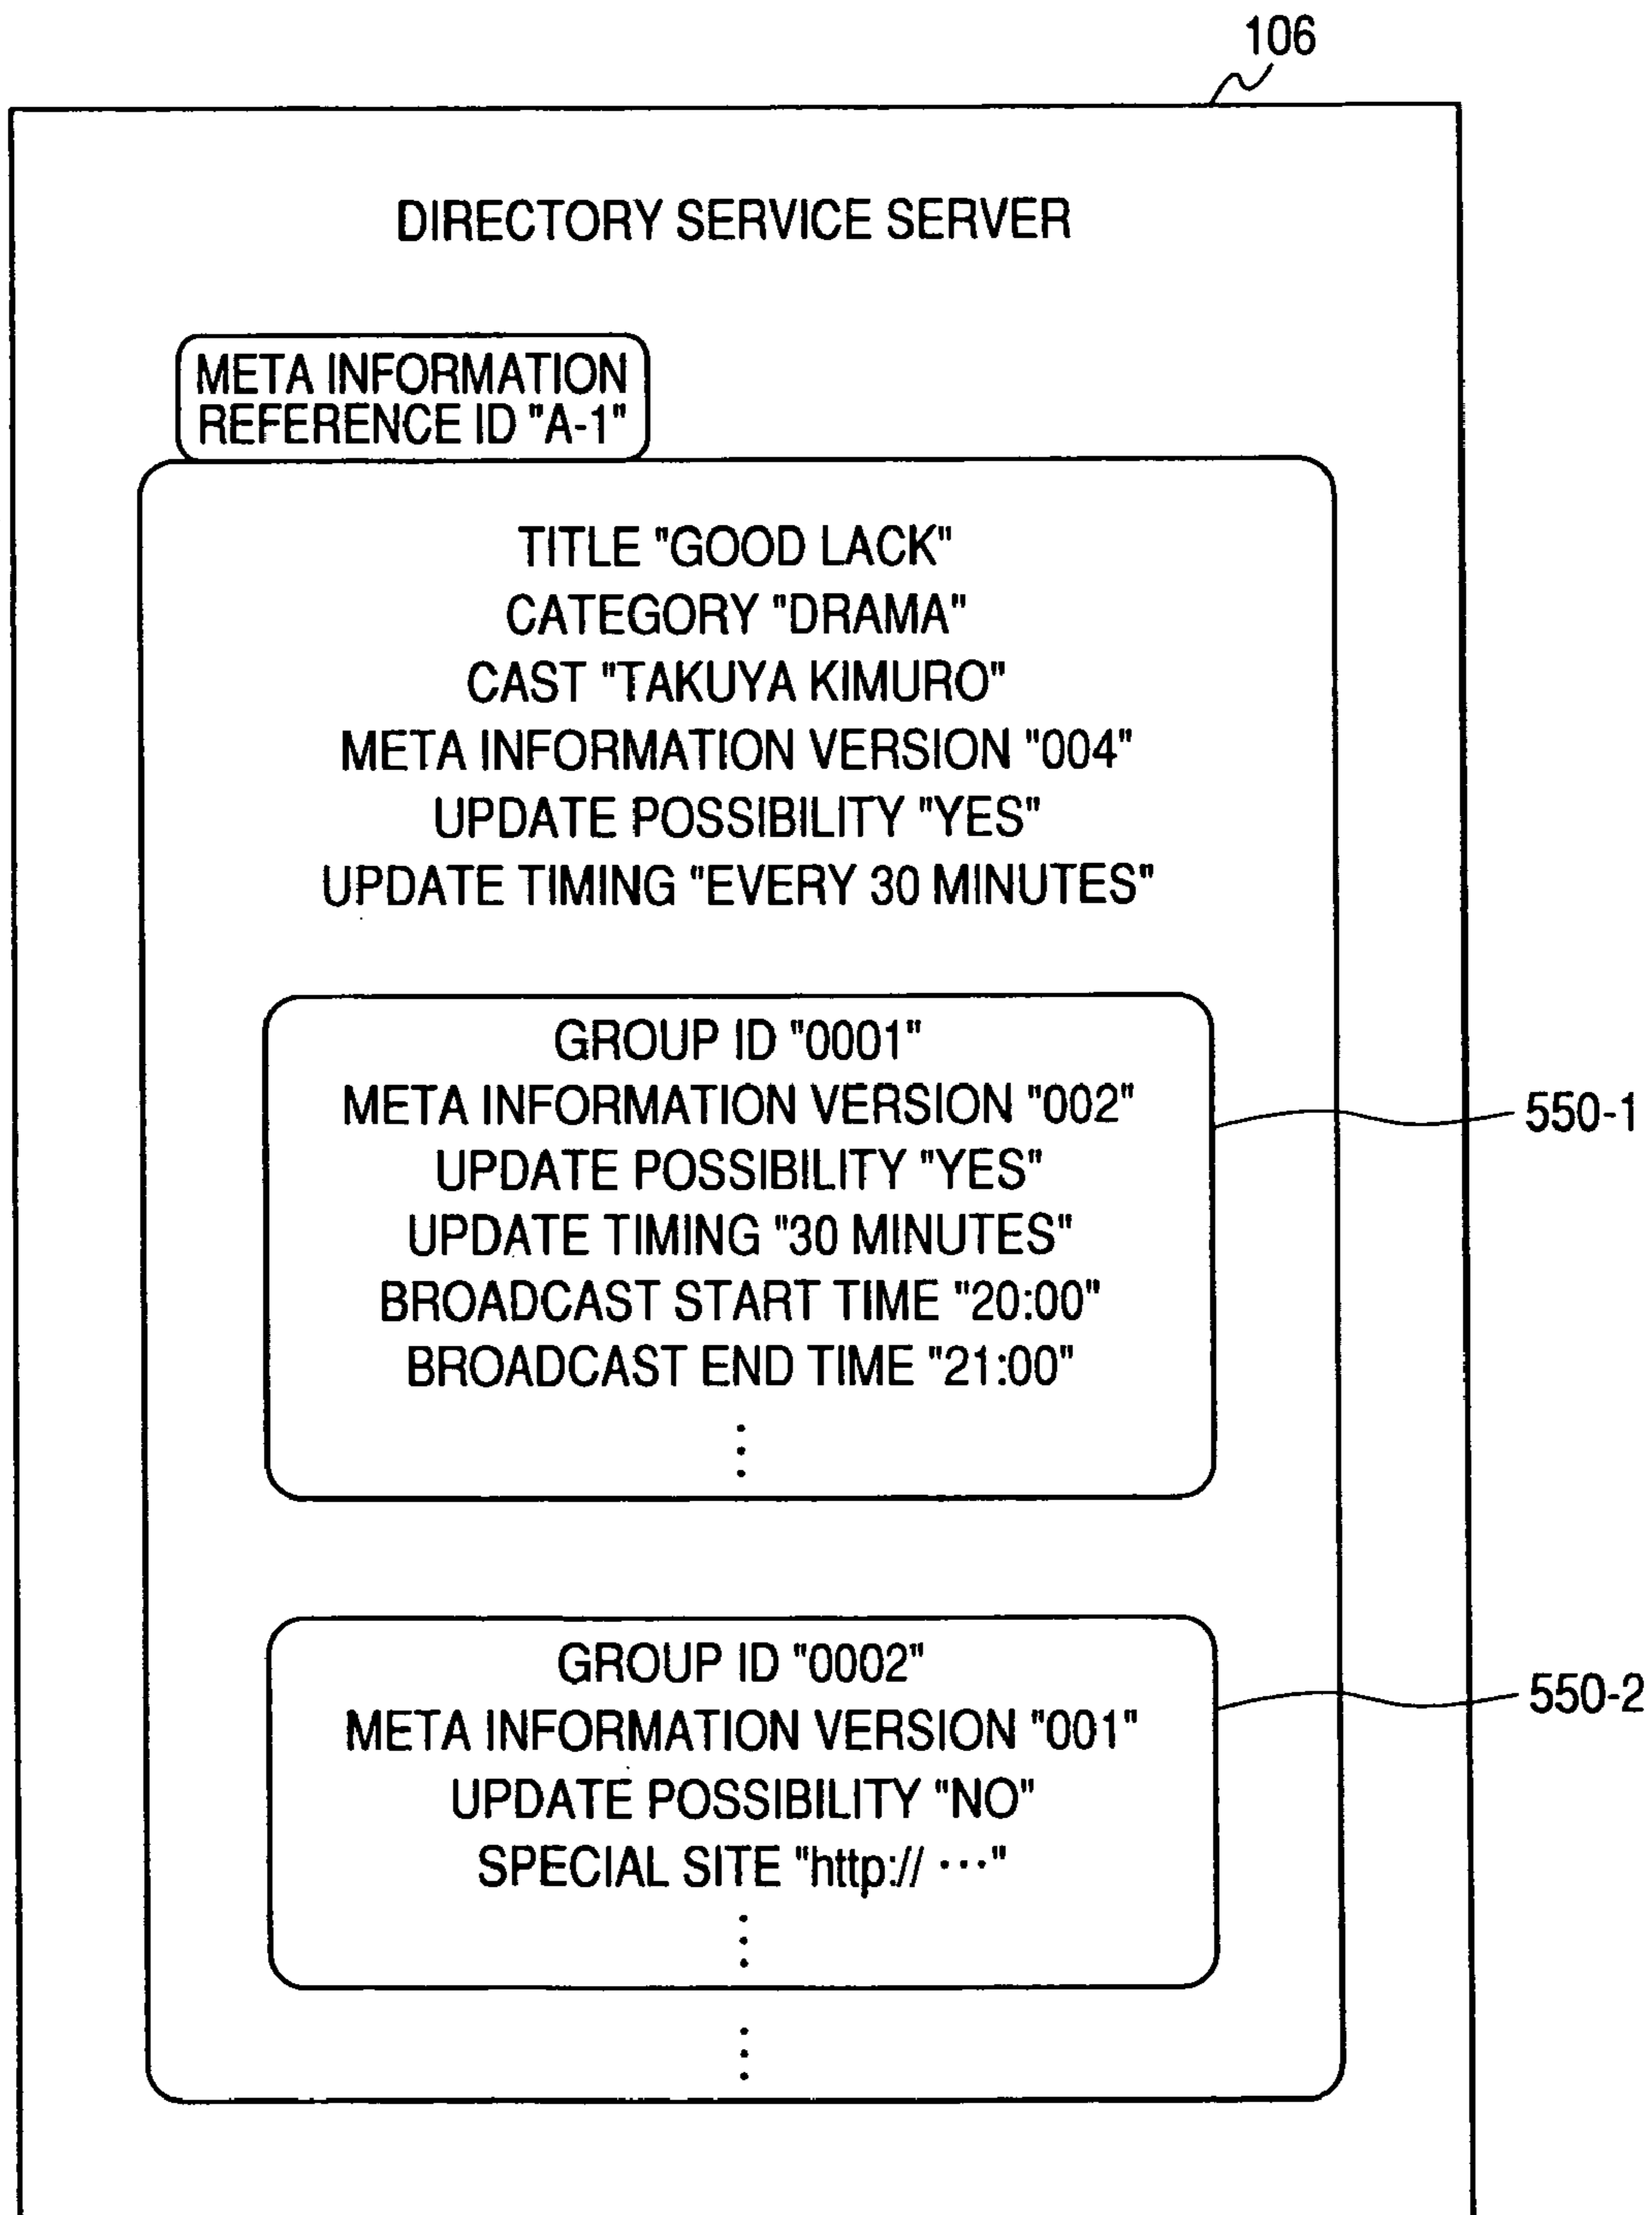 106
DIRECTORY SERVICE SERVER
META INFORMATION
REFERENCE ID "A-1"
TITLE "GOOD LACK"
CATEGORY "DRAMA"
CAST "TAKUYA KIMURO"
META INFORMATION VERSION "004"
UPDATE POSSIBILITY "YES"
UPDATE TIMING "EVERY 30 MINUTES"
GROUP ID "0001"
META INFORMATION VERSION "002"
550-1
UPDATE POSSIBILITY "YES"
UPDATE TIMING "30 MINUTES"
BROADCAST START TIME "20:00"
BROADCAST END TIME "21:00"
⋮
GROUP ID "0002"
550-2
META INFORMATION VERSION "001"
UPDATE POSSIBILITY "NO"
SPECIAL SITE "http:// ⋯"
⋮
⋮